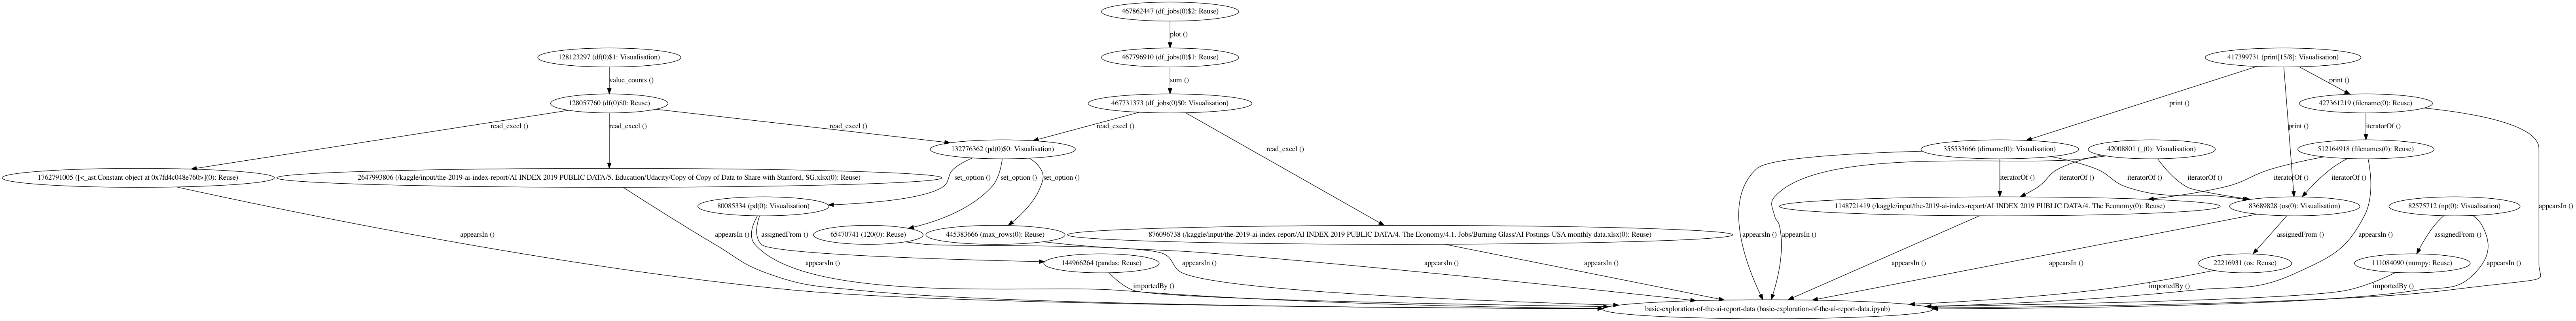 467862447 (df_jobs(0)$2: Reuse)
plot ()
128123297 (df(0)$1: Visualisation)
467796910 (df_jobs(0)$1: Reuse)
417399731 (print[15/8]: Visualisation)
value_counts ()
sum ()
print ()
128057760 (df(0)$0: Reuse)
467731373 (df_jobs(0)$0: Visualisation)
print ()
427361219 (filename(0): Reuse)
read_excel ()
read_excel ()
read_excel ()
read_excel ()
print ()
iteratorOf ()
132776362 (pd(0)$0: Visualisation)
read_excel ()
355533666 (dirname(0): Visualisation)
42008801 (_(0): Visualisation)
512164918 (filenames(0): Reuse)
1762791005 ([<_ast.Constant object at 0x7fd4c048e760>](0): Reuse)
2647993806 (/kaggle/input/the-2019-ai-index-report/AI INDEX 2019 PUBLIC DATA/5. Education/Udacity/Copy of Copy of Data to Share with Stanford, SG.xlsx(0): Reuse)
set_option ()
set_option ()
set_option ()
iteratorOf ()
iteratorOf ()
iteratorOf ()
iteratorOf ()
iteratorOf ()
iteratorOf ()
80085334 (pd(0): Visualisation)
1148721419 (/kaggle/input/the-2019-ai-index-report/AI INDEX 2019 PUBLIC DATA/4. The Economy(0): Reuse)
83689828 (os(0): Visualisation)
82575712 (np(0): Visualisation)
appearsIn ()
appearsIn ()
appearsIn ()
assignedFrom ()
65470741 (120(0): Reuse)
445383666 (max_rows(0): Reuse)
876096738 (/kaggle/input/the-2019-ai-index-report/AI INDEX 2019 PUBLIC DATA/4. The Economy/4.1. Jobs/Burning Glass/AI Postings USA monthly data.xlsx(0): Reuse)
appearsIn ()
appearsIn ()
appearsIn ()
assignedFrom ()
assignedFrom ()
appearsIn ()
144966264 (pandas: Reuse)
appearsIn ()
appearsIn ()
appearsIn ()
appearsIn ()
appearsIn ()
22216931 (os: Reuse)
111084090 (numpy: Reuse)
appearsIn ()
importedBy ()
importedBy ()
importedBy ()
basic-exploration-of-the-ai-report-data (basic-exploration-of-the-ai-report-data.ipynb)